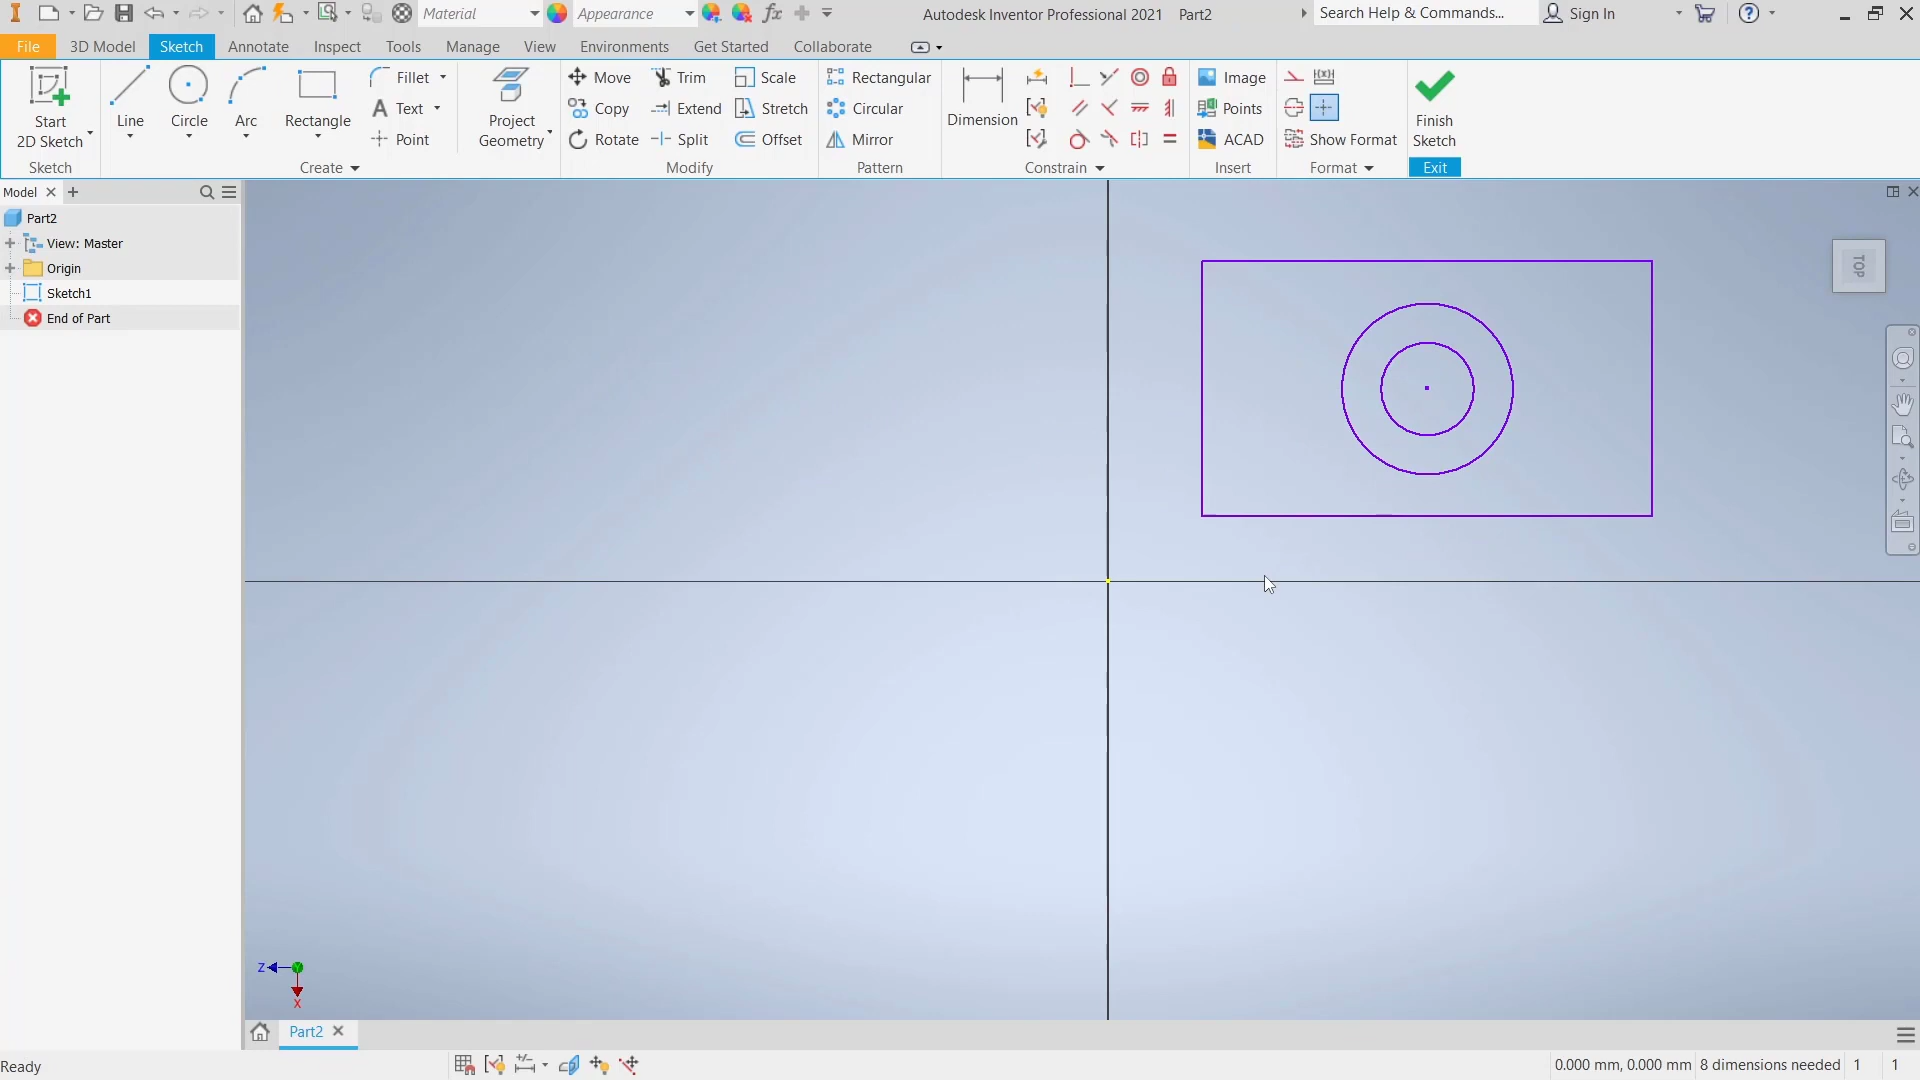 Material
Appearance
Autodesk Inventor Professional 2021 Part2
Search Help & Commands...
Sign In
File 3D Model Sketch Annotate Inspect Tools Manage View Environments Get Started Collaborate
Start
2D Sketch
Line Circle Arc Rectangle
Fillet
Text
Point
Project
Geometry
Move Trim Scale
Copy Extend Stretch
Rotate Split Offset
Rectangular
Circular
Mirror
Dimension
Image
Points
ACAD
Show Format
Finish
Sketch
Sketch Create Modify Pattern Constrain Insert Format Exit
Model
Part2
View: Master
Origin
Sketch1
End of Part
TOP
Z
X
Part2
Ready
0.000 mm, 0.000 mm 8 dimensions needed 1 1